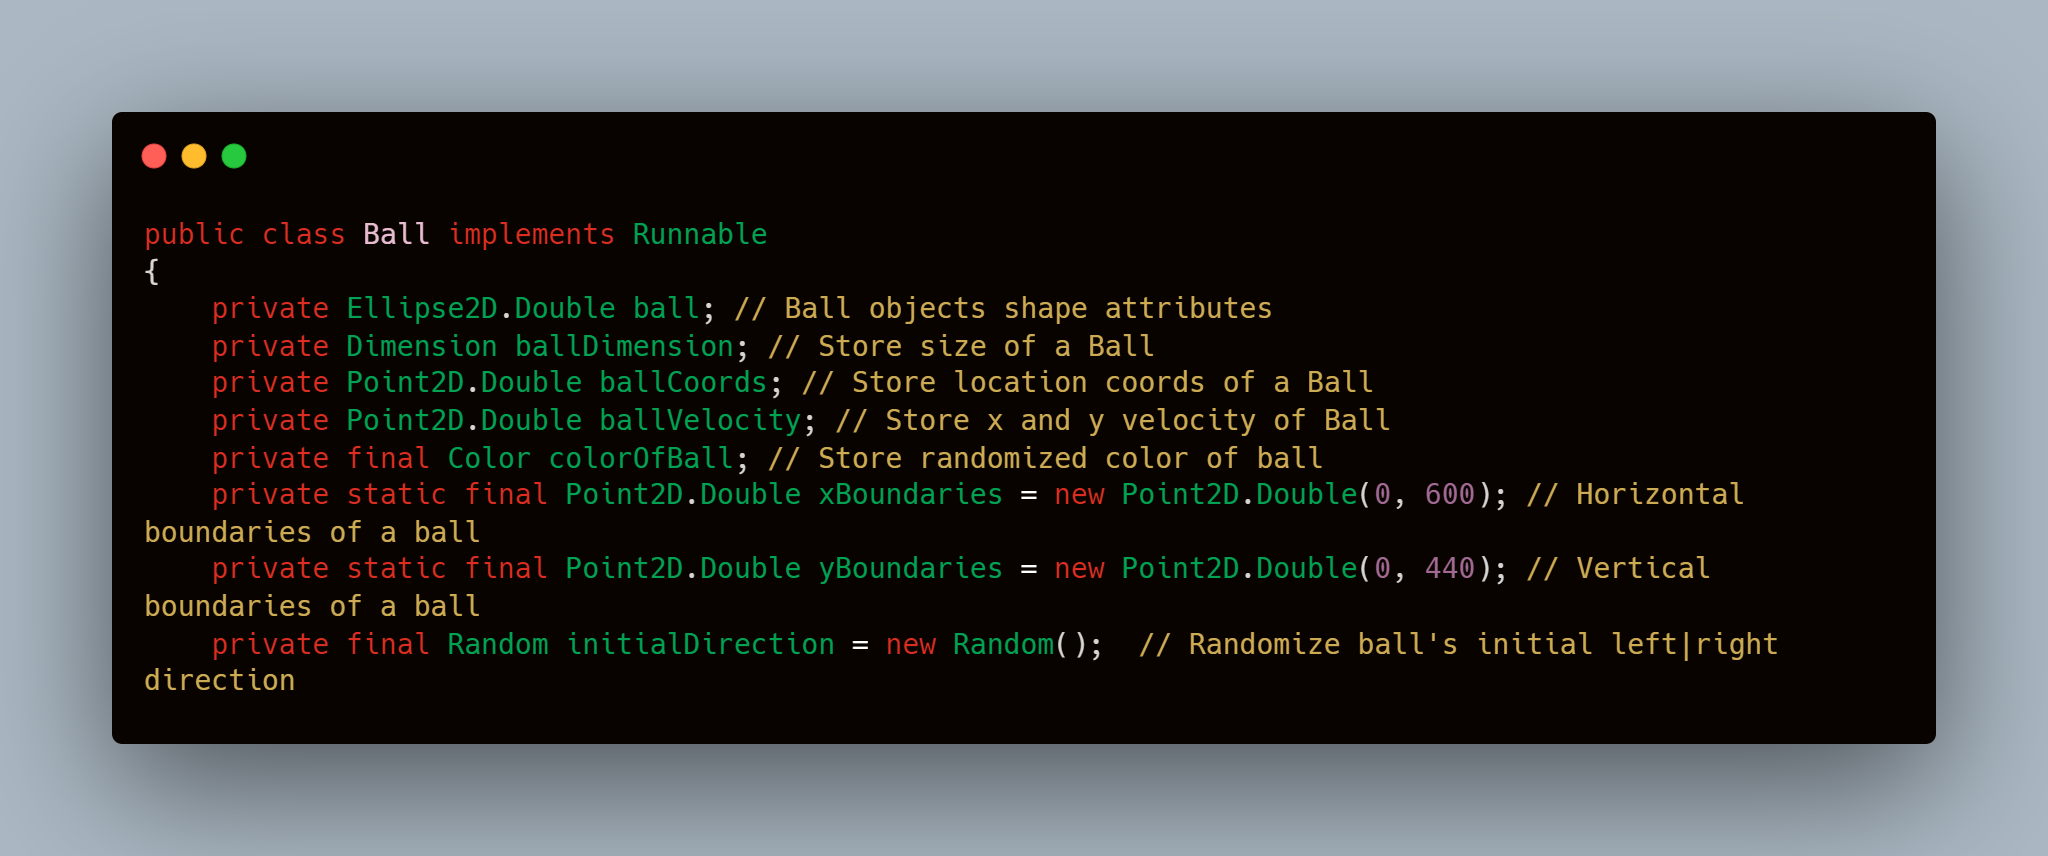 public class Ball implements Runnable
{
    private Ellipse2D.Double ball; // Ball objects shape attributes
    private Dimension ballDimension; // Store size of a Ball
    private Point2D.Double ballCoords; // Store location coords of a Ball
    private Point2D.Double ballVelocity; // Store x and y velocity of Ball
    private final Color colorOfBall; // Store randomized color of ball
    private static final Point2D.Double xBoundaries = new Point2D.Double(0, 600); // Horizontal
boundaries of a ball
    private static final Point2D.Double yBoundaries = new Point2D.Double(0, 440); // Vertical
boundaries of a ball
    private final Random initialDirection = new Random();  // Randomize ball's initial left|right
direction